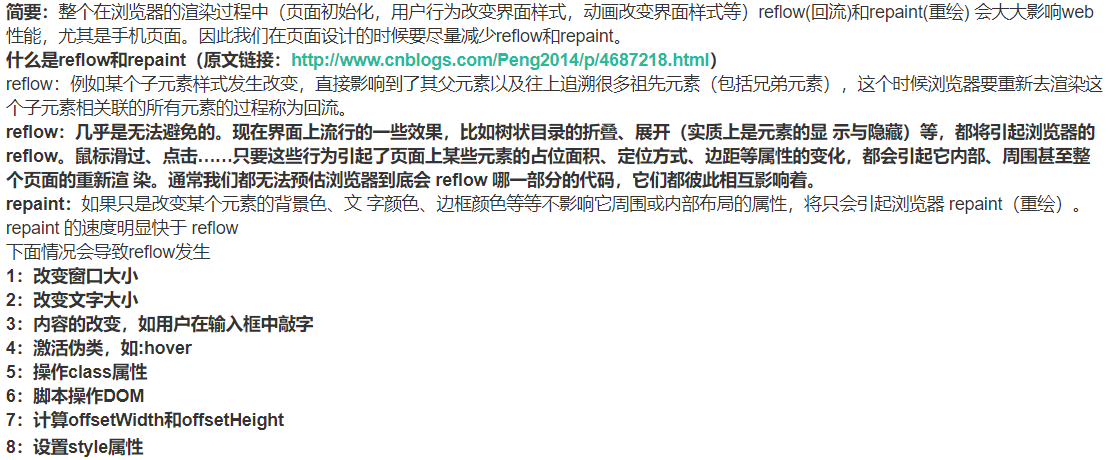 简要：整个在浏览器的渲染过程中（页面初始化，用户行为改变界面样式，动画改变界面样式等）reflow(回流)和repaint(重绘) 会大大影响web
性能，尤其是手机页面。因此我们在页面设计的时候要尽量减少reflow和repaint。
什么是reflow和repaint（原文链接：http://www.cnblogs.com/Peng2014/p/4687218.html）
reflow：例如某个子元素样式发生改变，直接影响到了其父元素以及往上追溯很多祖先元素（包括兄弟元素），这个时候浏览器要重新去渲染这
个子元素相关联的所有元素的过程称为回流。
reflow：几乎是无法避免的。现在界面上流行的一些效果，比如树状目录的折叠、展开（实质上是元素的显 示与隐藏）等，都将引起浏览器的
reflow。鼠标滑过、点击……只要这些行为引起了页面上某些元素的占位面积、定位方式、边距等属性的变化，都会引起它内部、周围甚至整
个页面的重新渲 染。通常我们都无法预估浏览器到底会 reflow 哪一部分的代码，它们都彼此相互影响着。
repaint：如果只是改变某个元素的背景色、文 字颜色、边框颜色等等不影响它周围或内部布局的属性，将只会引起浏览器 repaint（重绘）。
repaint 的速度明显快于 reflow
下面情况会导致reflow发生
1：改变窗口大小
2：改变文字大小
3：内容的改变，如用户在输入框中敲字
4：激活伪类，如:hover
5：操作class属性
6：脚本操作DOM
7：计算offsetWidth和offsetHeight
8：设置style属性